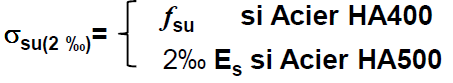 σsu(2 ‰)= { fsu si Acier HA400
2‰ Es si Acier HA500